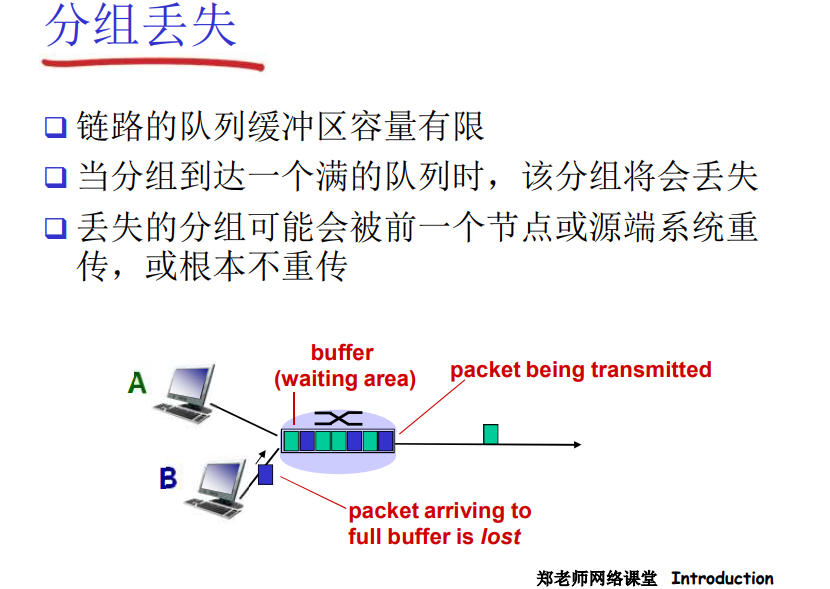 分组丢失
链路的队列缓冲区容量有限
当分组到达一个满的队列时，该分组将会丢失
丢失的分组可能会被前一个节点或源端系统重
传，或根本不重传
buffer
(waiting area)
packet being transmitted
A
B
packet arriving to
full buffer is lost
郑老师网络课堂 Introduction